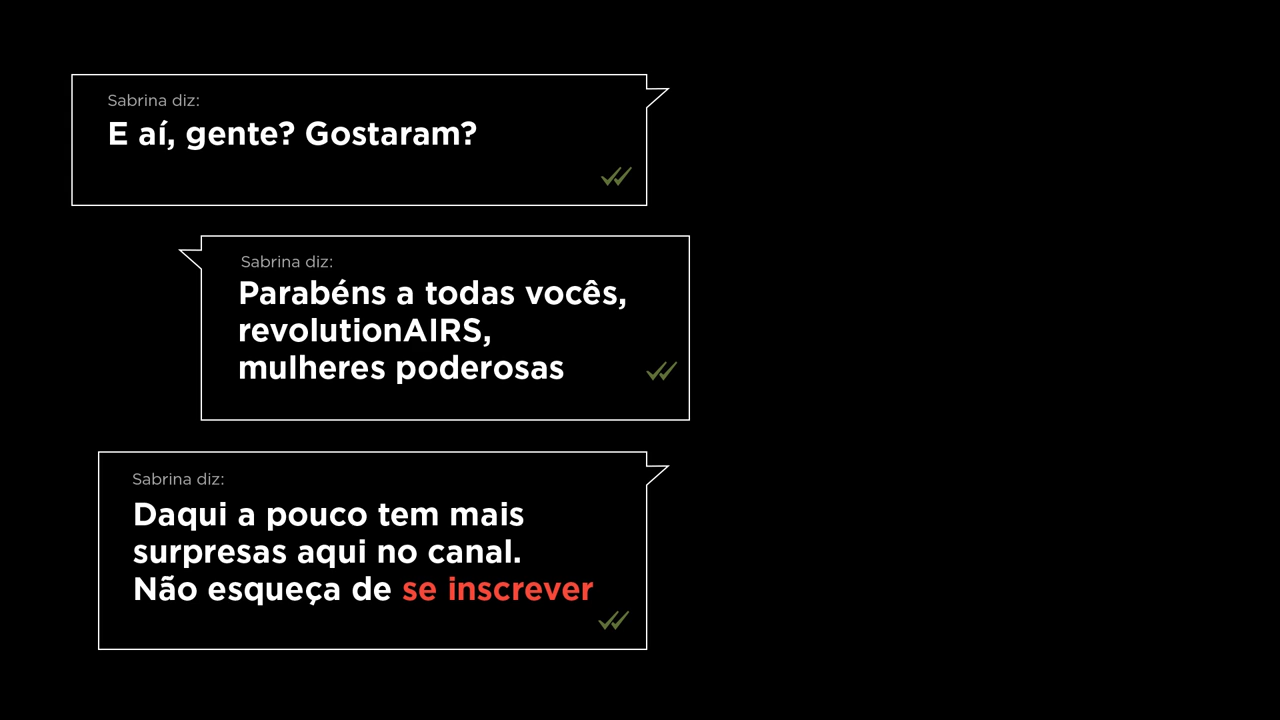 Sabrina diz:
E aí, gente? Gostaram?
Sabrina diz:
Parabéns a todas vocês,
revolutionAIRS,
mulheres poderosas
Sabrina diz:
Daqui a pouco tem mais
surpresas aqui no canal.
Não esqueça de se inscrever